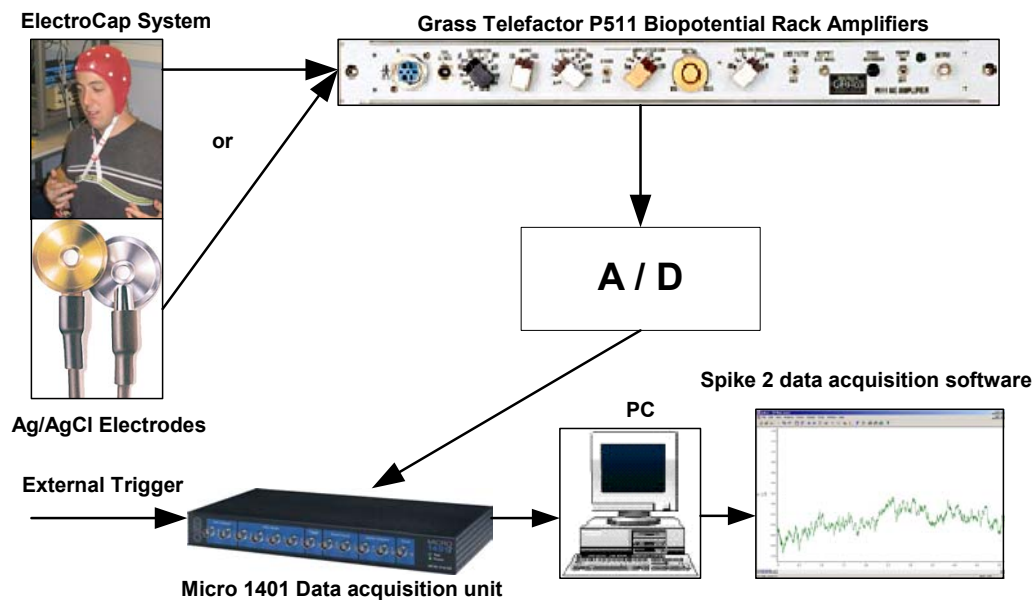 ElectroCap System
Grass Telefactor P511 Biopotential Rack Amplifiers
or
A / D
Spike 2 data acquisition software
PC
Ag/AgCl Electrodes
External Trigger
Micro 1401 Data acquisition unit